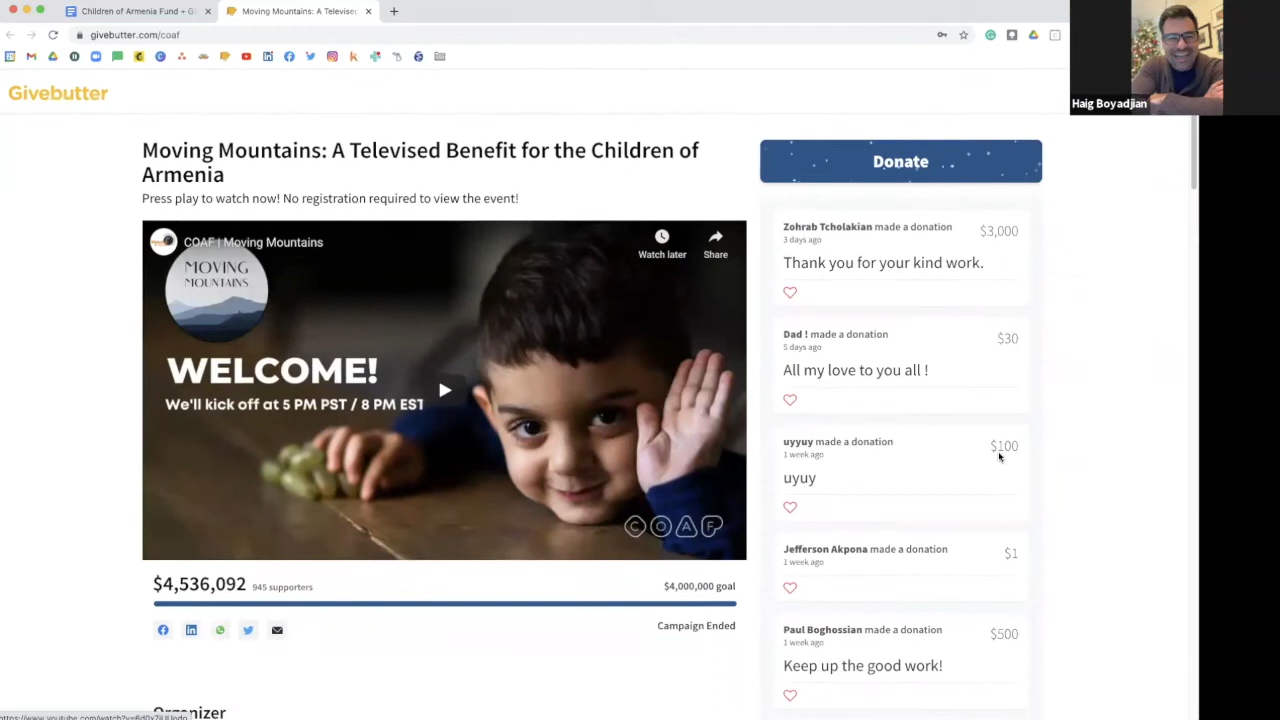 Children of Armenia Fund + G
Moving Mountains: A Televised
givebutter.com/coaf
Haig Boyadjian
Givebutter
Moving Mountains: A Televised Benefit for the Children of
Armenia
Press play to watch now! No registration required to view the event!
COAF | Moving Mountains
Watch later
Share
MOVING
MOUNTAINS
WELCOME!
We'll kick off at 5 PM PST / 8 PM EST
COAF
$4,536,092 945 supporters
$4,000,000 goal
Campaign Ended
Organizer
Donate
Zohrab Tcholakian made a donation
$3,000
3 days ago
Thank you for your kind work.
Dad ! made a donation
$30
5 days ago
All my love to you all !
uyyuy made a donation
$100
1 week ago
uyuy
Jefferson Akpona made a donation
$1
1 week ago
Paul Boghossian made a donation
$500
1 week ago
Keep up the good work!